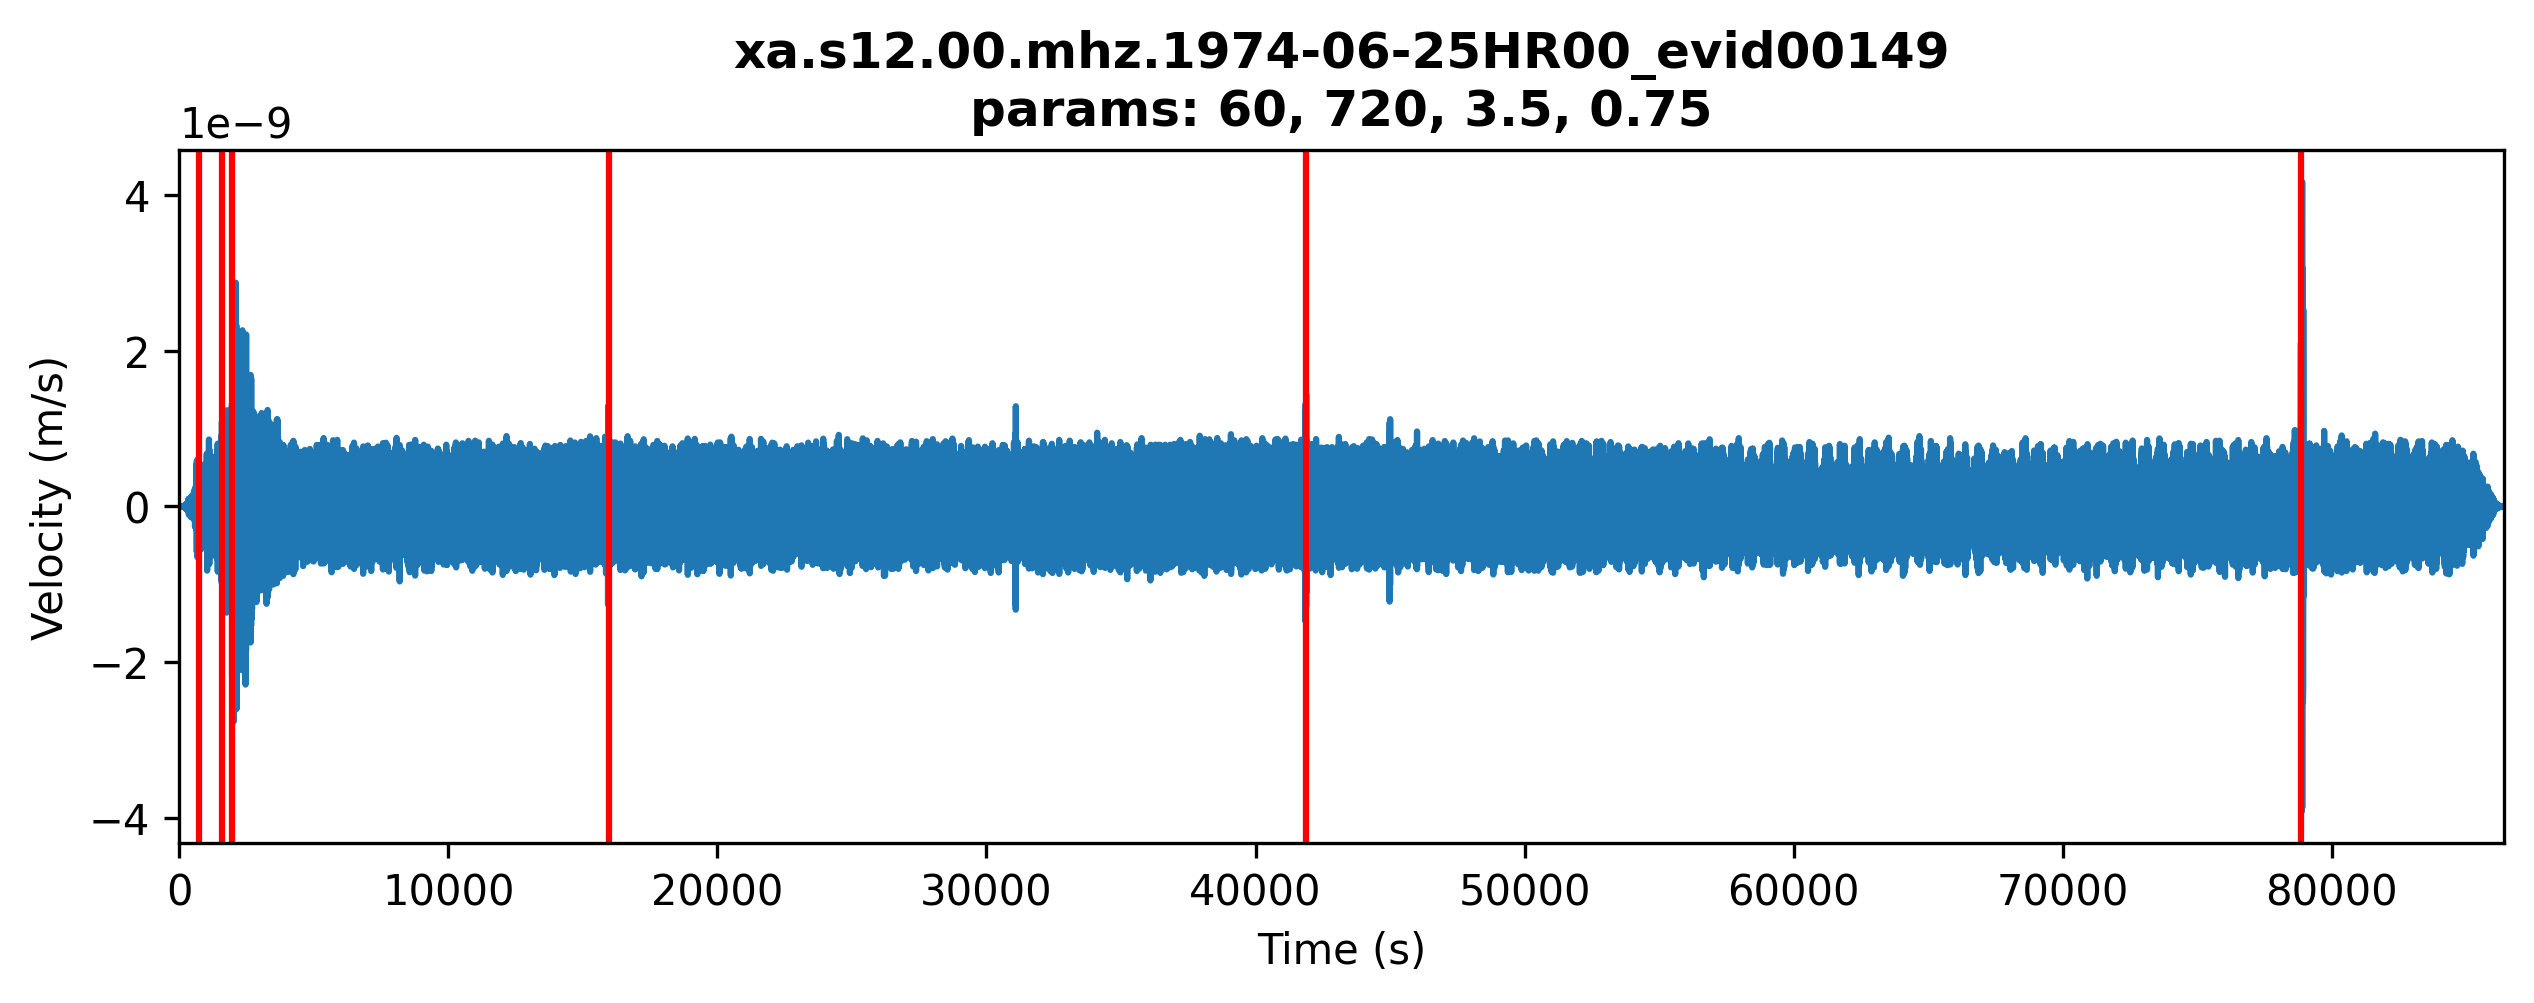 xa.s12.00.mhz.1974-06-25HR00_evid00149
params: 60, 720, 3.5, 0.75
1e−9
4
2
0
−2
−4
Velocity (m/s)
0 10000 20000 30000 40000 50000 60000 70000 80000
Time (s)